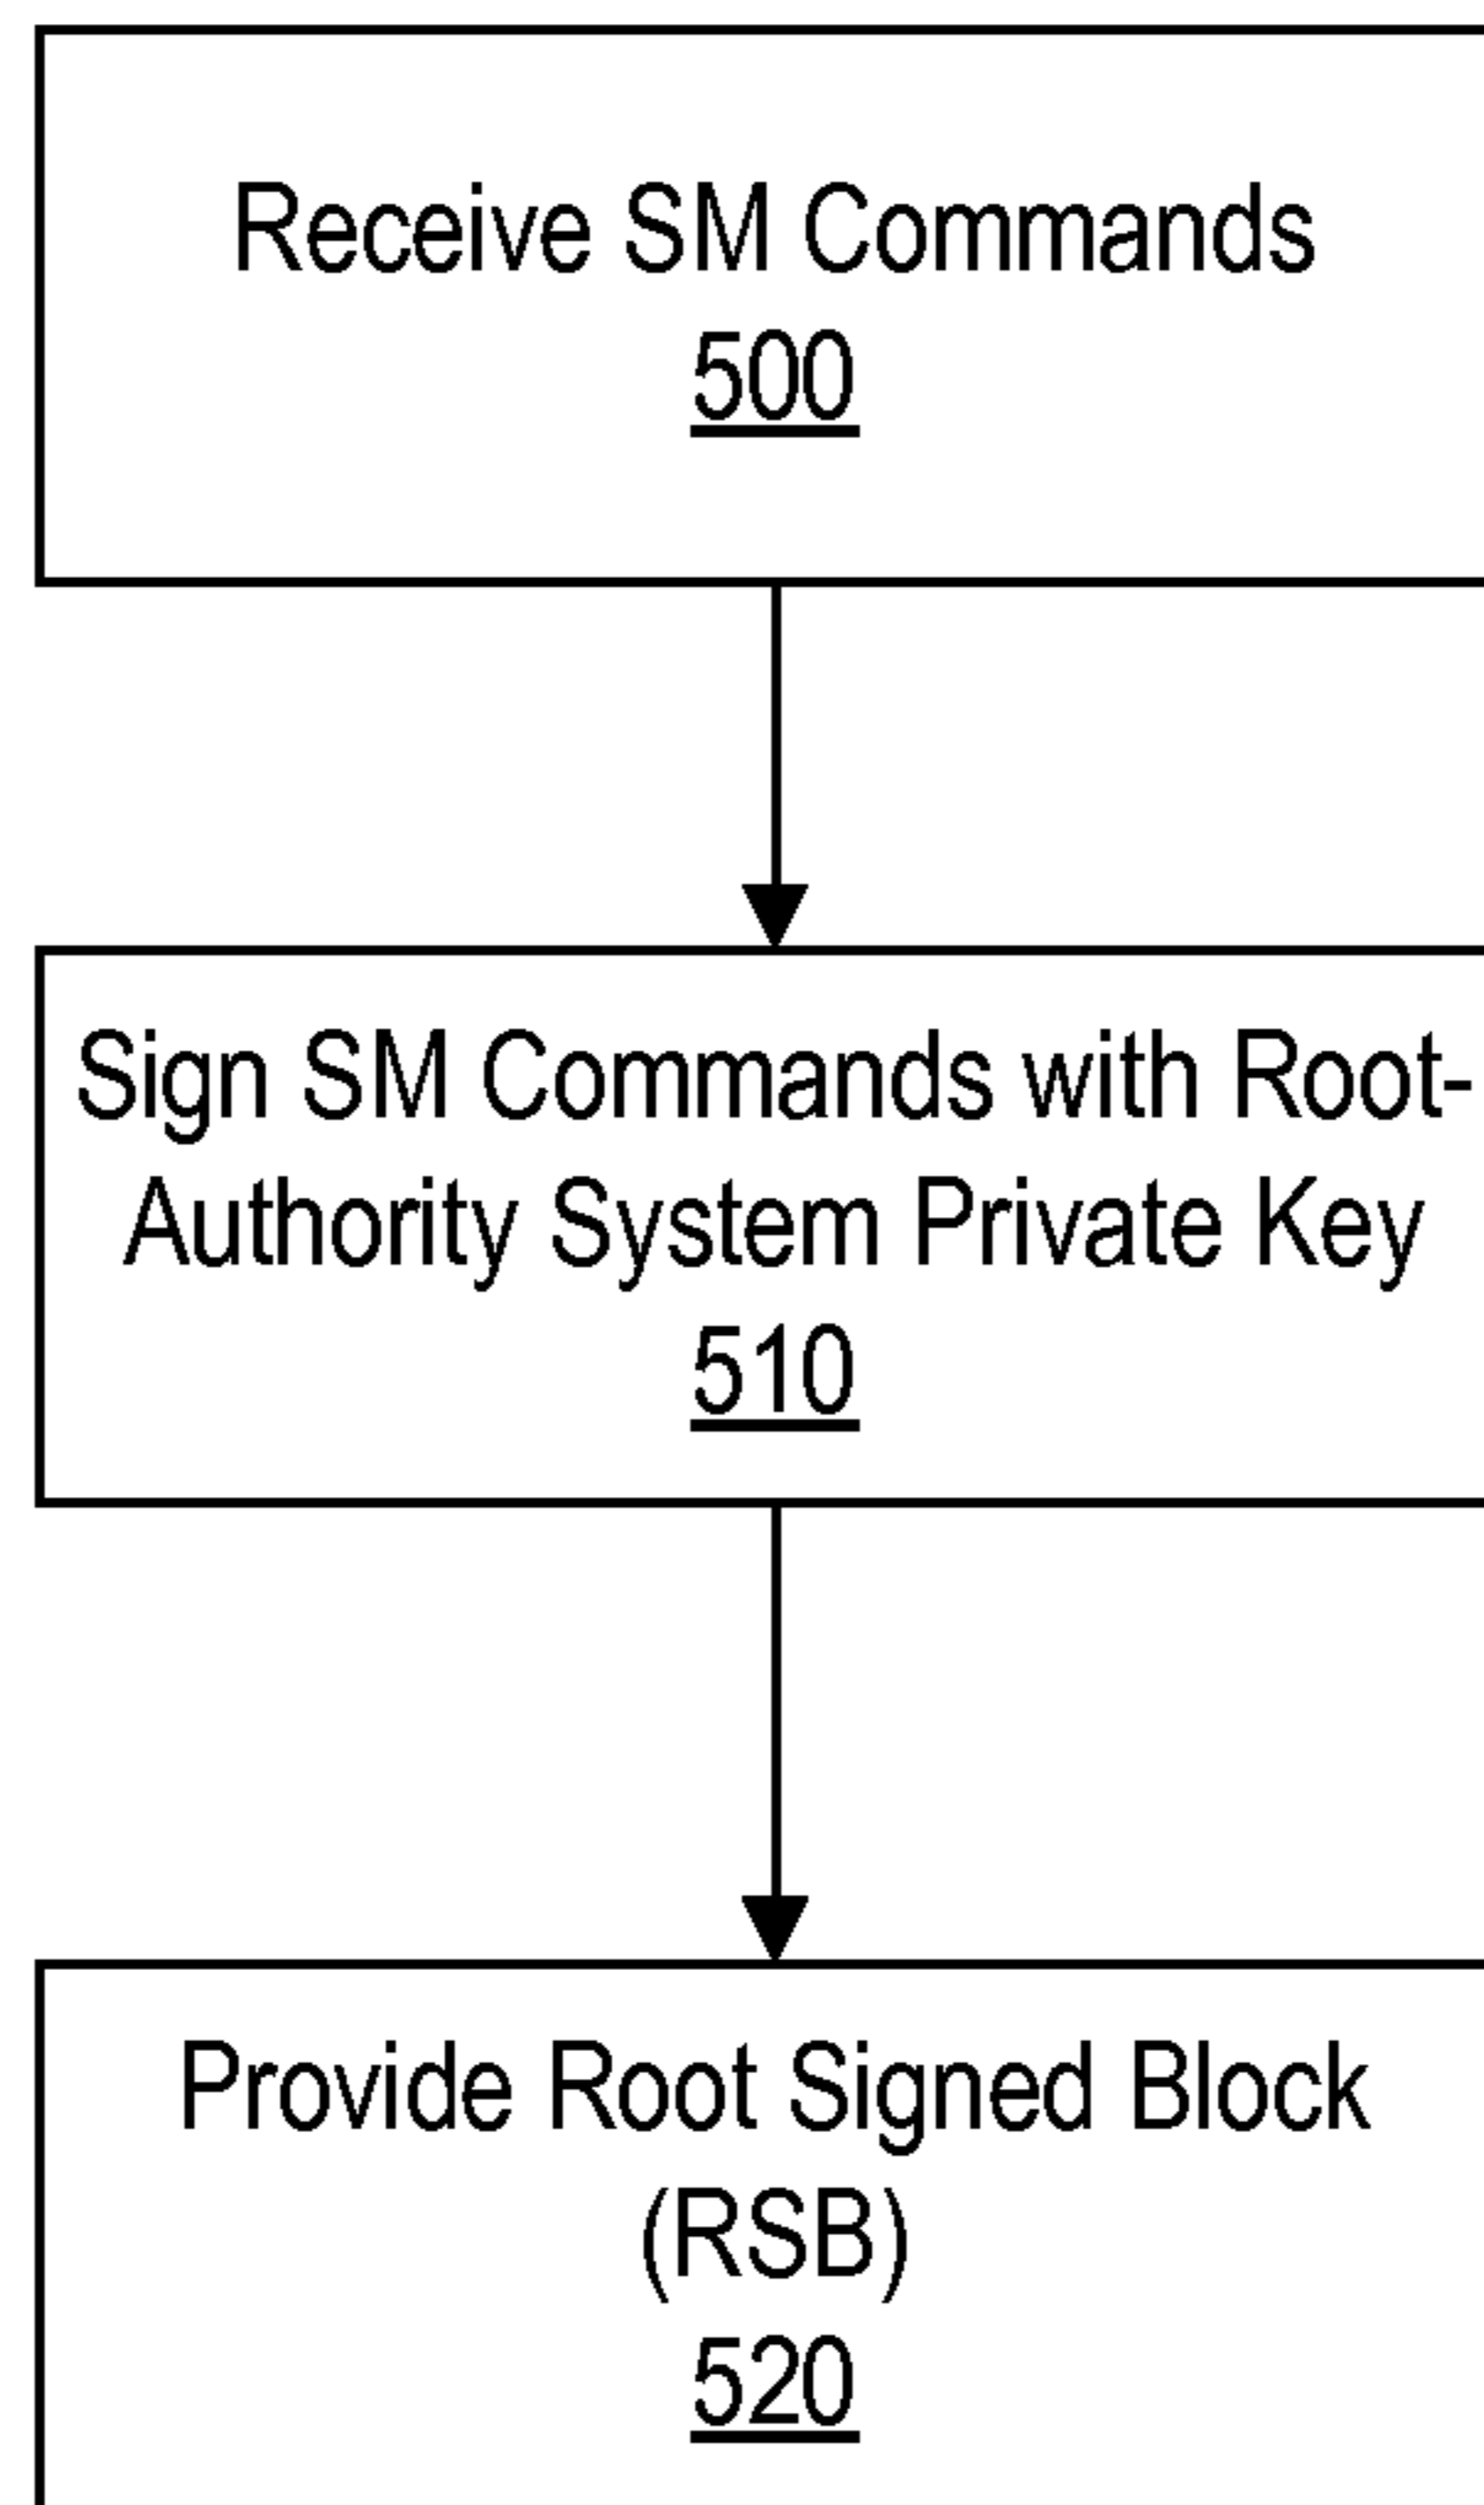 Receive SM Commands
500
Sign SM Commands with Root-
Authority System Private Key
510
Provide Root Signed Block
(RSB)
520